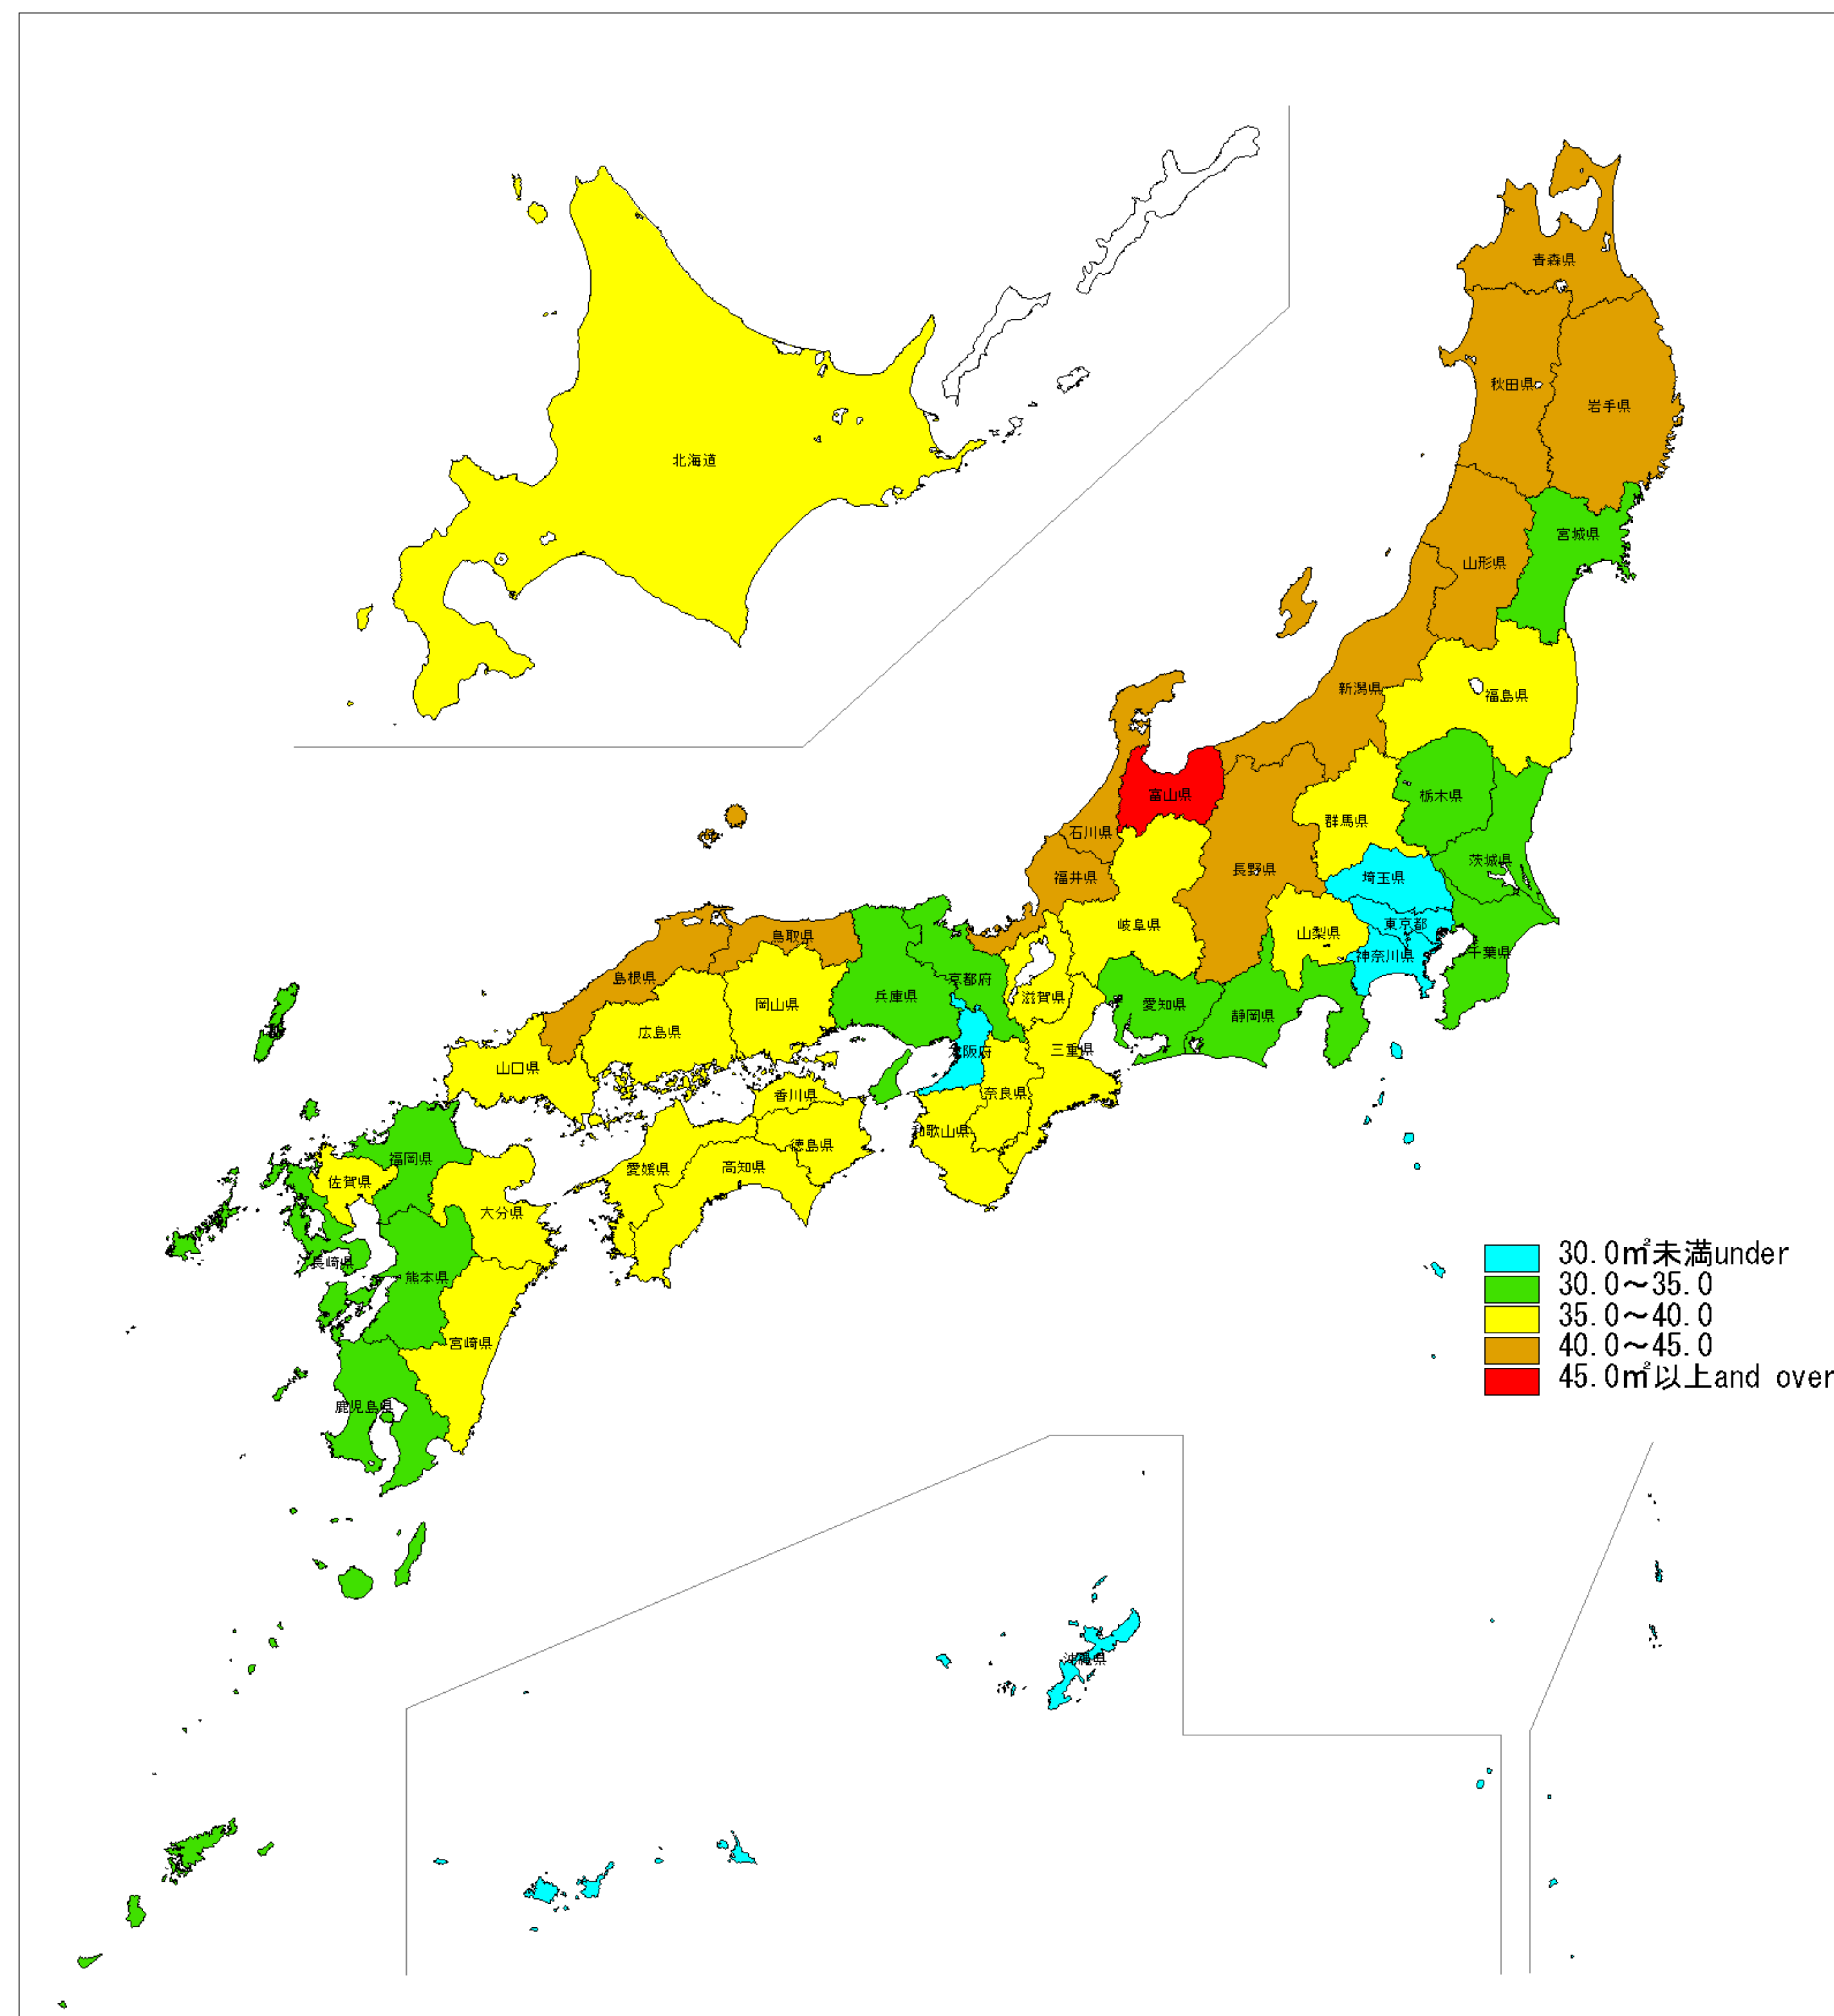 北海道
青森県
秋田県
岩手県
宮城県
山形県
新潟県
福島県
富山県
栃木県
群馬県
石川県
茨城県
長野県
埼玉県
福井県
岐阜県
東京都
山梨県
鳥取県
千葉県
神奈川県
島根県
京都府
兵庫県
滋賀県
岡山県
愛知県
静岡県
広島県
大阪府
三重県
山口県
奈良県
香川県
和歌山県
徳島県
福岡県
高知県
愛媛県
佐賀県
大分県
長崎県
熊本県
宮崎県
鹿児島県
沖縄県
30.0㎡未満under
30.0～35.0
35.0～40.0
40.0～45.0
45.0㎡以上and over